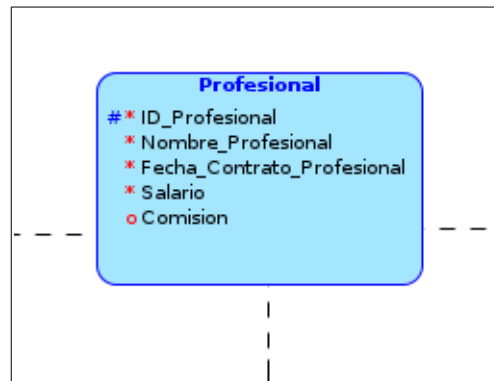 Profesional
# * ID_Profesional
* Nombre_Profesional
* Fecha_Contrato_Profesional
* Salario
o Comision